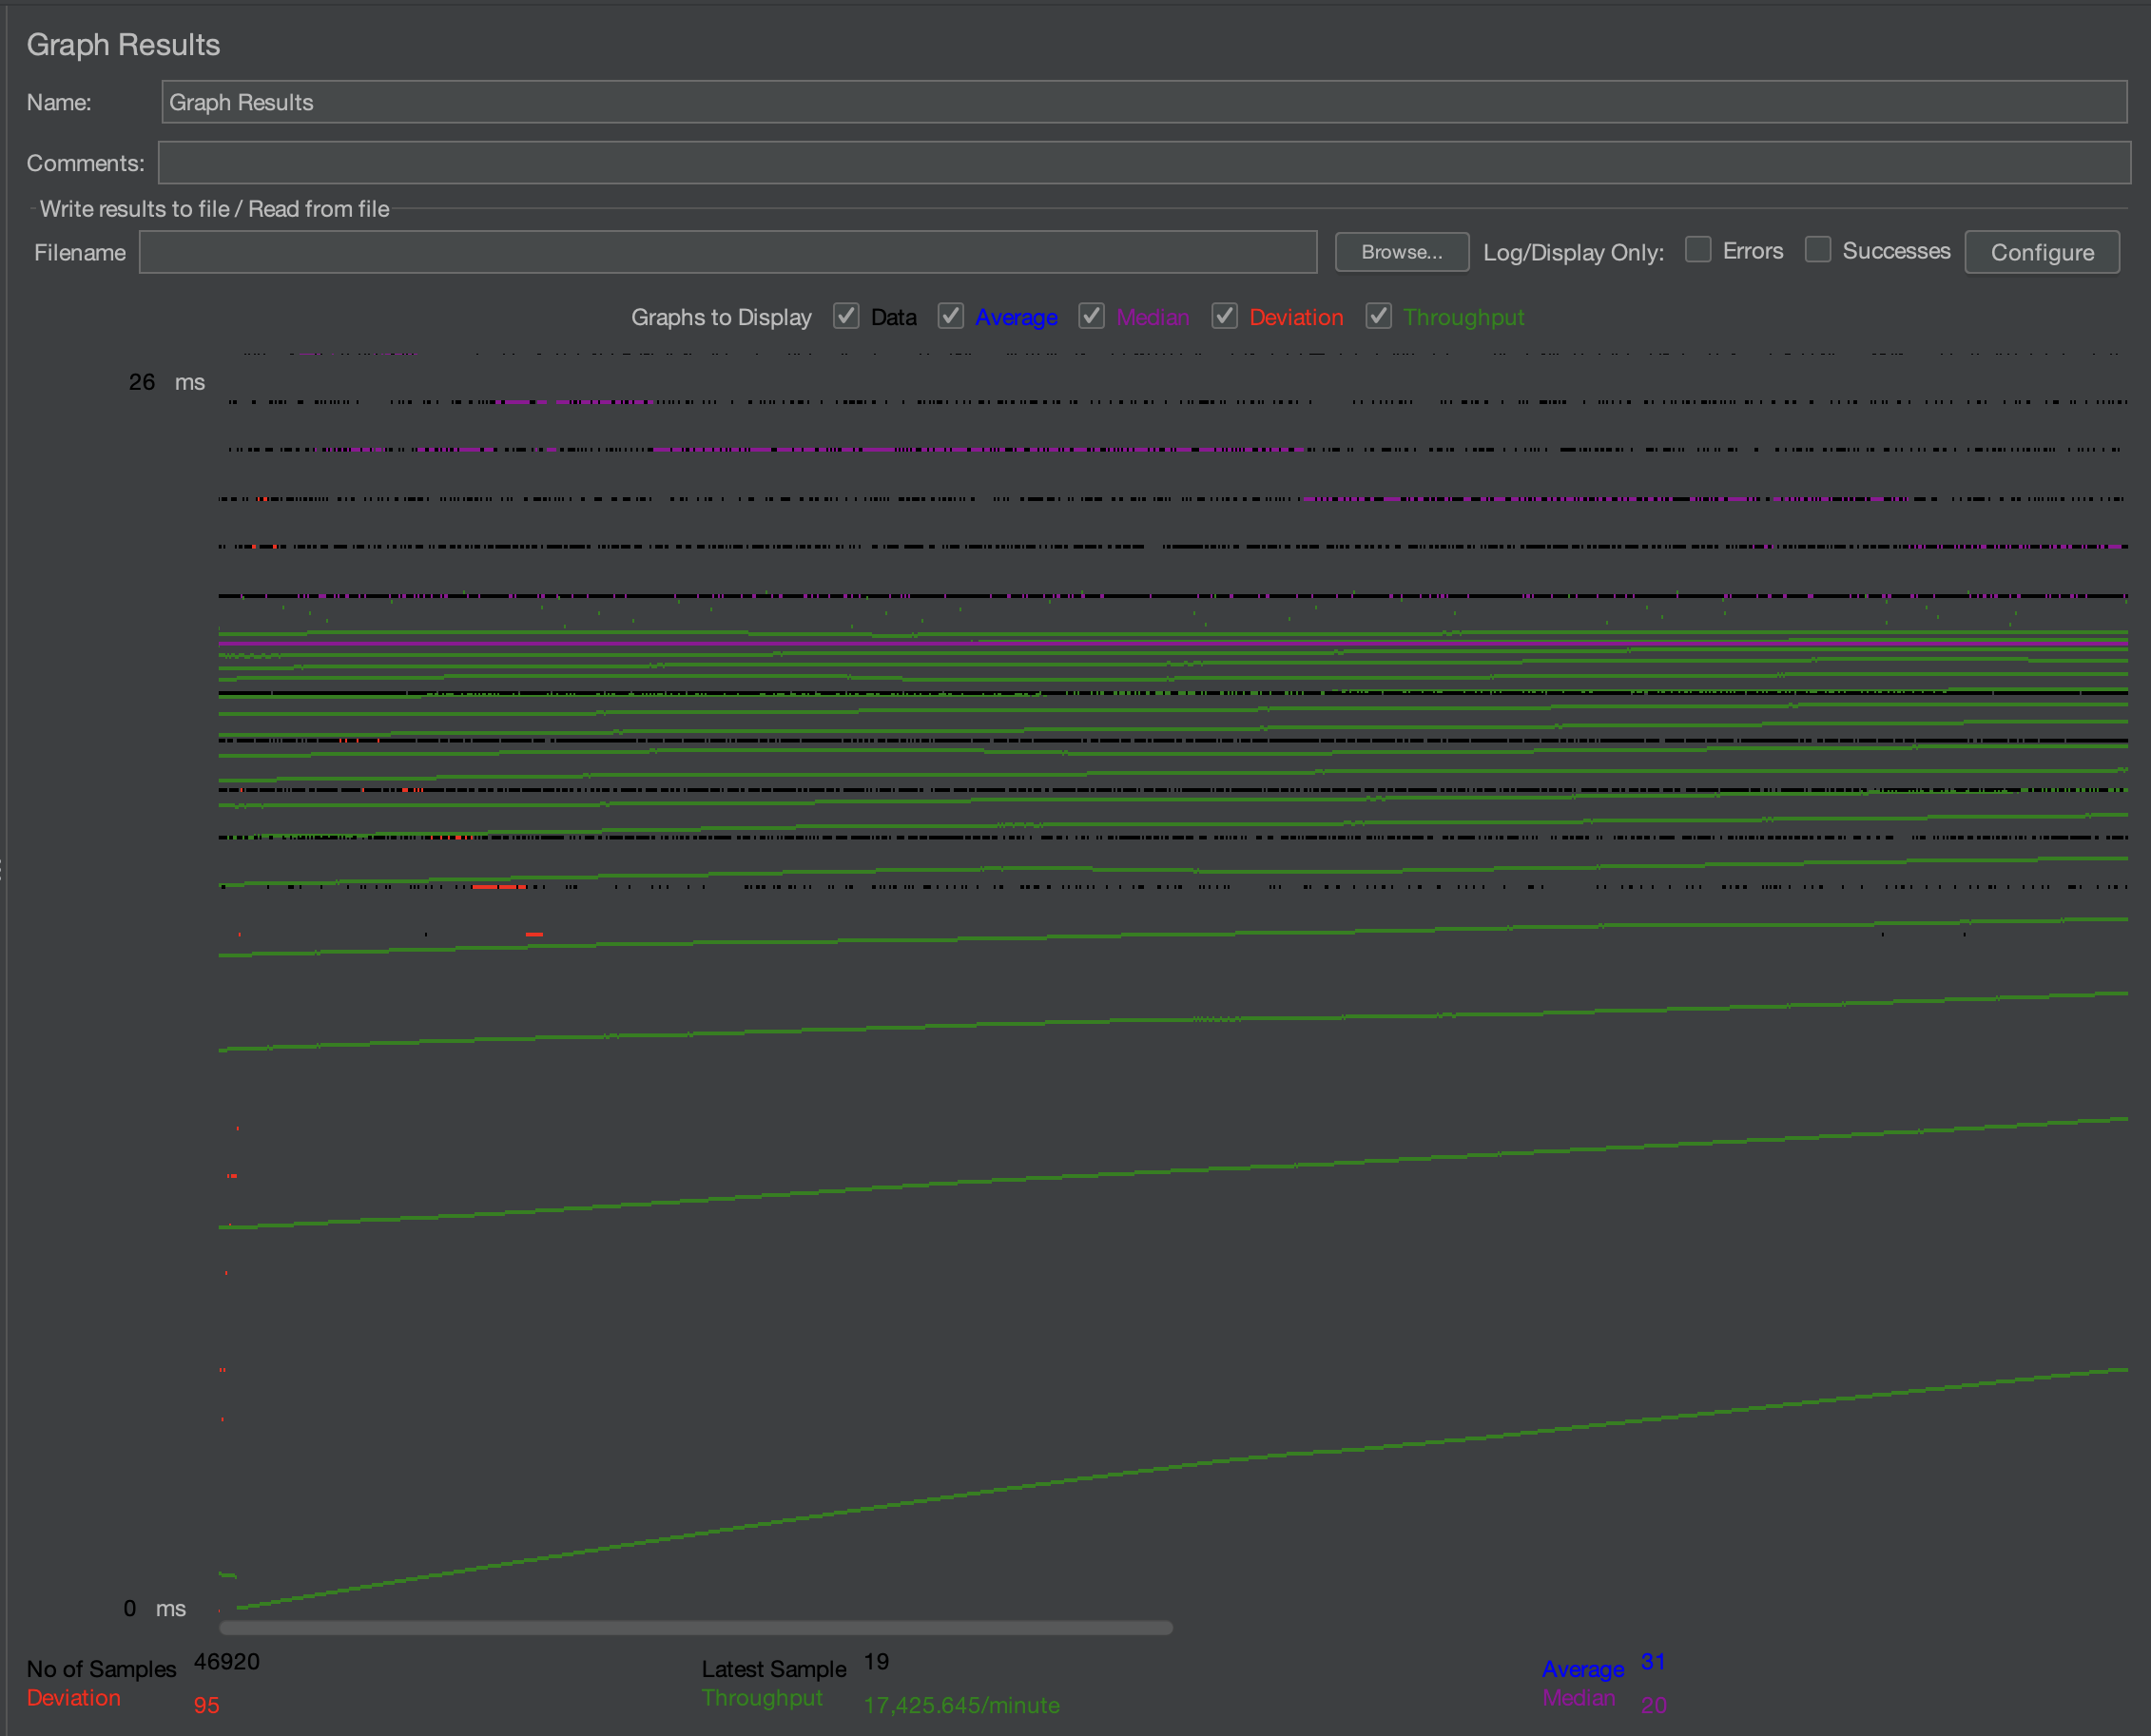 Graph Results
Name: Graph Results
Comments:
Write results to file / Read from file
Filename Browse... Log/Display Only: Errors Successes Configure
Graphs to Display Data Average Median Deviation Throughput
26 ms
0 ms
No of Samples 46920 Latest Sample 19 Average 31
Deviation 95 Throughput 17,425.645/minute Median 20